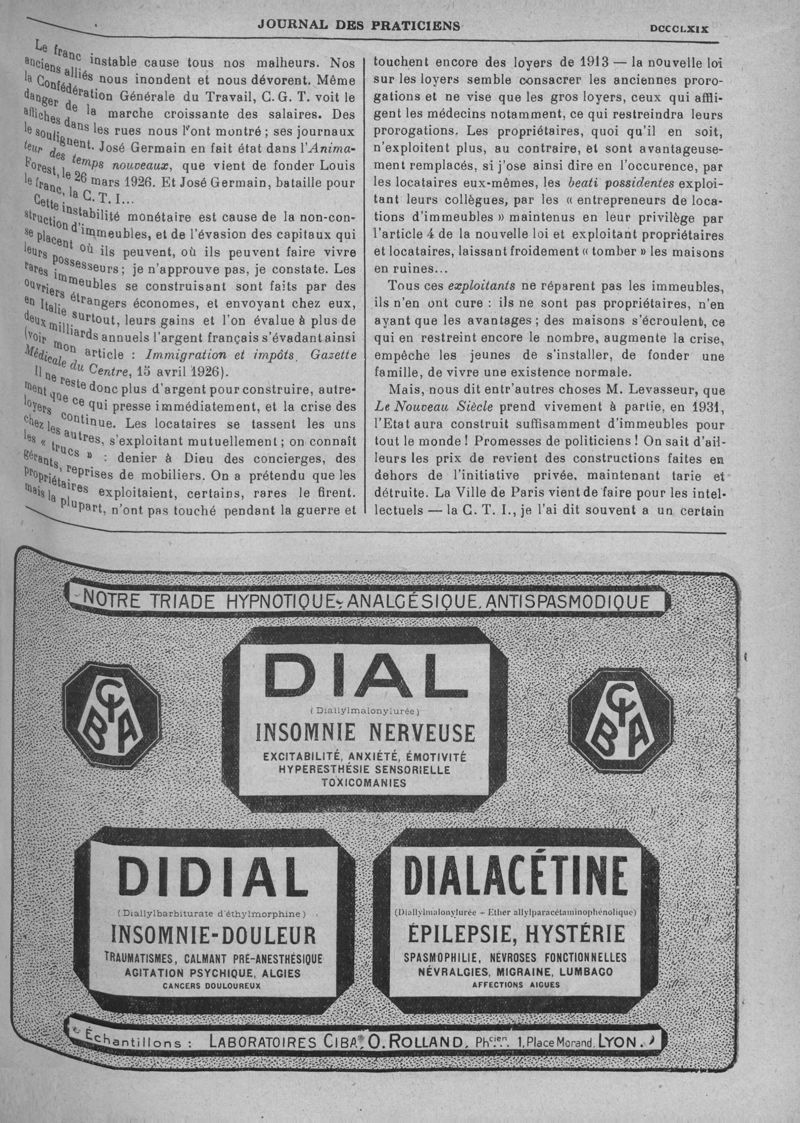 JOURNAL DES PRATICIENS
DCCCLXIX
Le franc instable cause tous nos malheurs. Nos
anciens alliés nous inondent et nous dévorent. Même
la Confédération Générale du Travail, C. G. T. voit le
danger de la marche croissante des salaires. Des
affiches dans les rues nous l'ont montré ; ses journaux
le soulignent. José Germain en fait état dans l'Anima-
teur des temps nouveaux, que vient de fonder Louis
Forest, le 26 mars 1926. Et José Germain, bataille pour
le franc, la C. T. I...
Cette instabilité monétaire est cause de la non-con-
struction d'immeubles, et de l'évasion des capitaux qui
se placent où ils peuvent, où ils peuvent faire vivre
leurs possesseurs ; je n'approuve pas, je constate. Les
rares immeubles se construisant sont faits par des
ouvriers étrangers économes, et envoyant chez eux,
en Italie surtout, leurs gains et l'on évalue à plus de
deux milliards annuels l'argent français s'évadant ainsi
(voir mon article : Immigration et impôts. Gazette
Médicale du Centre, 15 avril 1926).
Il ne reste donc plus d'argent pour construire, autre-
ment que ce qui presse immédiatement, et la crise des
loyers continue. Les locataires se tassent les uns
chez les autres, s'exploitant mutuellement ; on connaît
les « trucs » : denier à Dieu des concierges, des
gérants, reprises de mobiliers. On a prétendu que les
propriétaires exploitaient, certains, rares le firent.
mais la plupart, n'ont pas touché pendant la guerre et
touchent encore des loyers de 1913 — la nouvelle loi
sur les loyers semble consacrer les anciennes proro-
gations et ne vise que les gros loyers, ceux qui affli-
gent les médecins notamment, ce qui restreindra leurs
prorogations. Les propriétaires, quoi qu'il en soit,
n'exploitent plus, au contraire, et sont avantageuse-
ment remplacés, si j'ose ainsi dire en l'occurence, par
les locataires eux-mêmes, les beati possidentes exploi-
tant leurs collègues, par les « entrepreneurs de loca-
tions d'immeubles » maintenus en leur privilège par
l'article 4 de la nouvelle loi et exploitant propriétaires
et locataires, laissant froidement « tomber » les maisons
en ruines...
Tous ces exploitants ne réparent pas les immeubles,
ils n'en ont cure : ils ne sont pas propriétaires, n'en
ayant que les avantages ; des maisons s'écroulent, ce
qui en restreint encore le nombre, augmente la crise,
empêche les jeunes de s'installer, de fonder une
famille, de vivre une existence normale.
Mais, nous dit entr'autres choses M. Levasseur, que
Le Nouveau Siècle prend vivement à partie, en 1931,
l'Etat aura construit suffisamment d'immeubles pour
tout le monde ! Promesses de politiciens ! On sait d'ail-
leurs les prix de revient des constructions faites en
dehors de l'initiative privée, maintenant tarie et
détruite. La Ville de Paris vient de faire pour les intel-
lectuels — la C. T. I., je l'ai dit souvent a un certain
NOTRE TRIADE HYPNOTIQUE, ANALGÉSIQUE, ANTISPASMODIQUE
CIBA
DIAL
(Diallylmalonylurée)
INSOMNIE NERVEUSE
EXCITABILITÉ, ANXIÉTÉ, ÉMOTIVITÉ
HYPERESTHÉSIE SENSORIELLE
TOXICOMANIES
CIBA
DIDIAL
(Diallylbarbiturate d'éthylmorphine)
INSOMNIE-DOULEUR
TRAUMATISMES, CALMANT PRÉ-ANESTHÉSIQUE
AGITATION PSYCHIQUE, ALGIES
CANCERS DOULOUREUX
DIALACÉTINE
(Diallylmalonylurée - Ether allylparacétaminophénolique)
ÉPILEPSIE, HYSTÉRIE
SPASMOPHILIE, NÉVROSES FONCTIONNELLES
NÉVRALGIES, MIGRAINE, LUMBAGO
AFFECTIONS AIGUES
Échantillons : LABORATOIRES CIBA, O. ROLLAND, Phcien. 1, Place Morand, LYON.